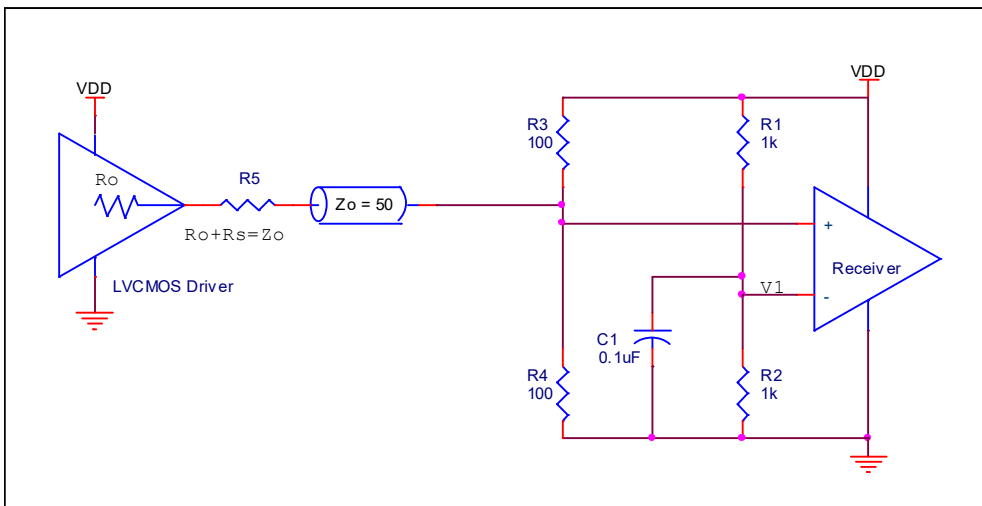 VDD
VDD
R3
100
R1
1k
Ro
R5
Zo = 50
Ro+Rs=Zo
+
Receiver
LVCMOS Driver
V1
-
C1
0.1uF
R4
100
R2
1k